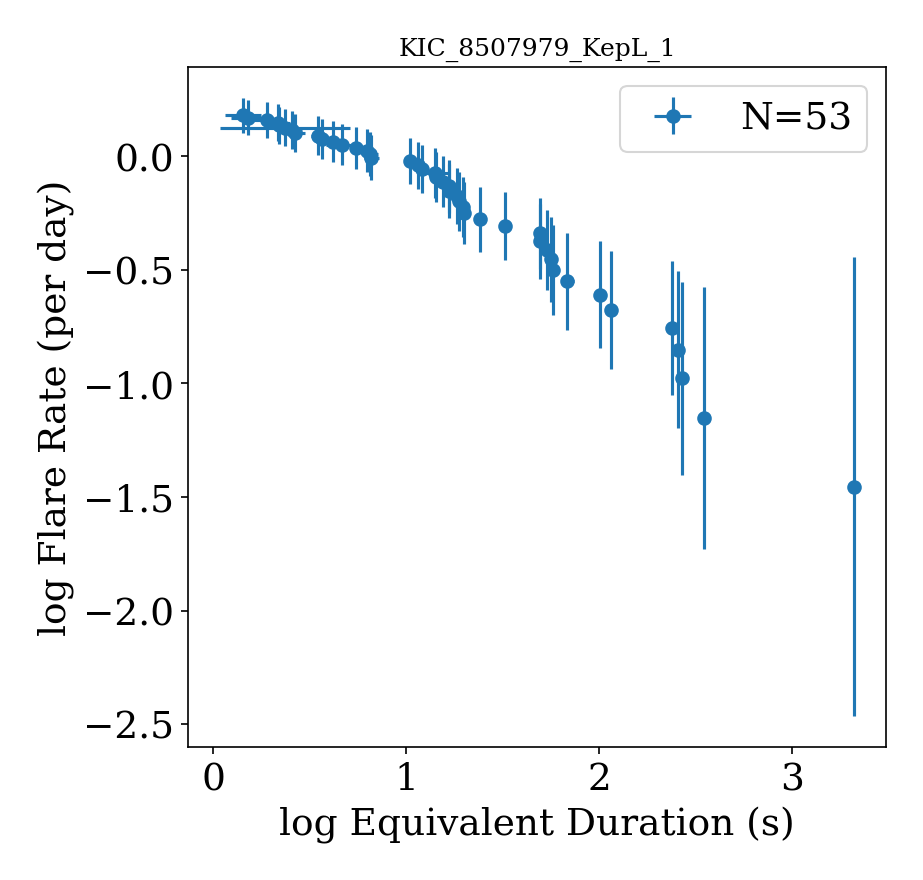 KIC_8507979_KepL_1
N=53
log Flare Rate (per day)
0.0
−0.5
−1.0
−1.5
−2.0
−2.5
0 1 2 3
log Equivalent Duration (s)